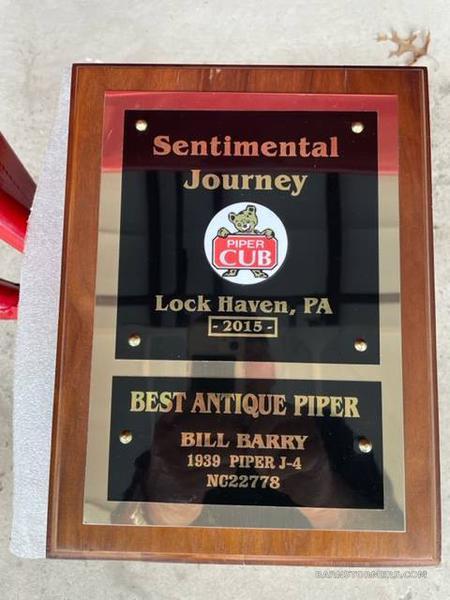 Sentimental
Journey
PIPER
CUB
Lock Haven, PA
- 2015 -
BEST ANTIQUE PIPER
BILL BARRY
1939 PIPER J-4
NC22778
BARNSTORMERS.COM